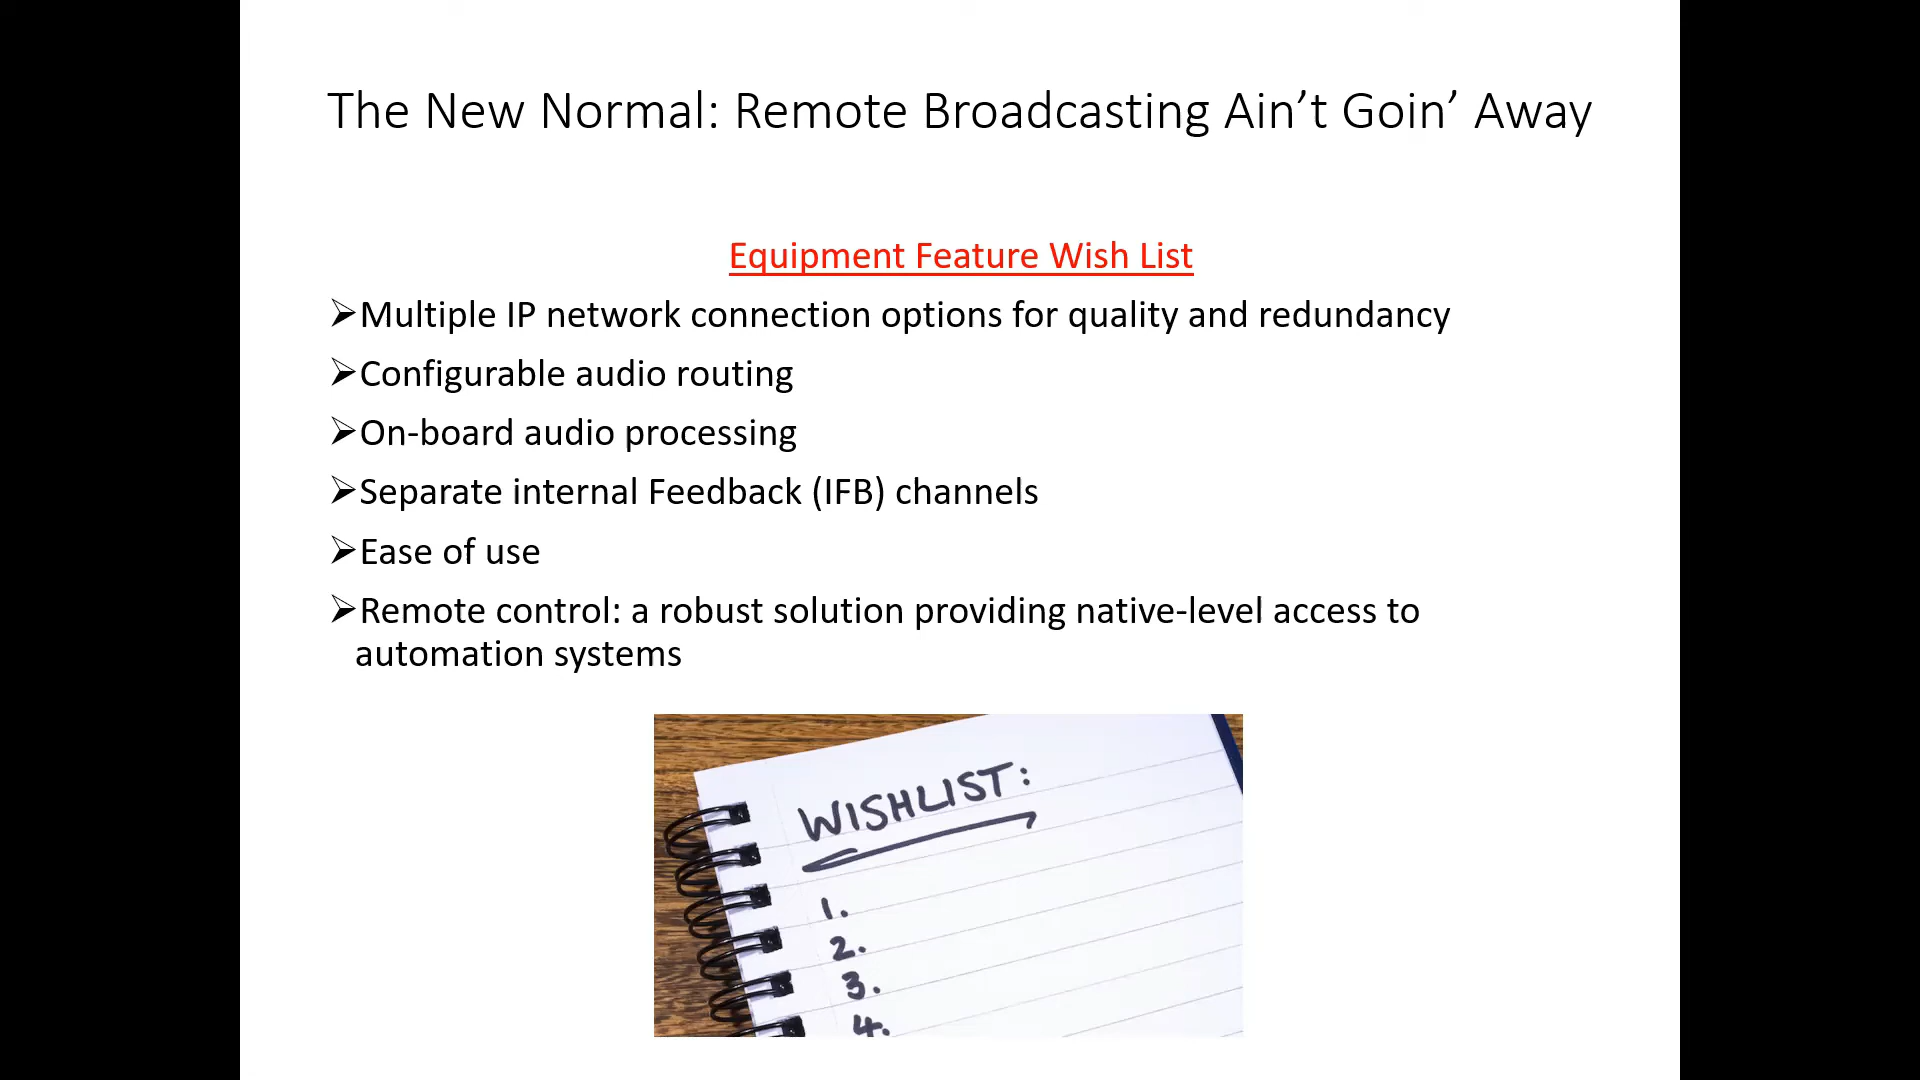 The New Normal: Remote Broadcasting Ain’t Goin’ Away
Equipment Feature Wish List
➢Multiple IP network connection options for quality and redundancy
➢Configurable audio routing
➢On-board audio processing
➢Separate internal Feedback (IFB) channels
➢Ease of use
➢Remote control: a robust solution providing native-level access to
automation systems
WISHLIST:
1.
2.
3.
4.